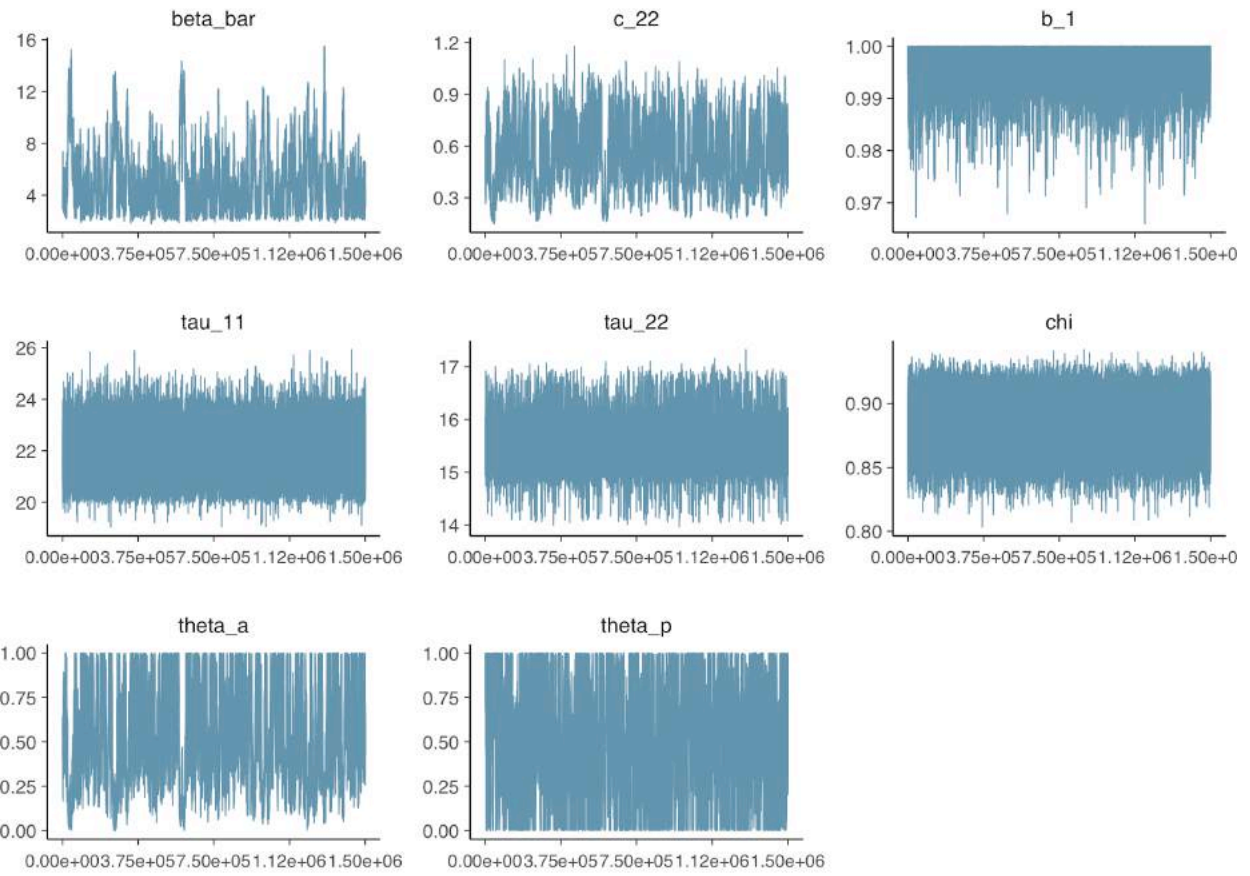 beta_bar c_22 b_1
16 1.2 1.00
12 0.9 0.99
8 0.6 0.98
4 0.3 0.97
0.00e+003.75e+057.50e+051.12e+061.50e+06 0.00e+003.75e+057.50e+051.12e+061.50e+06 0.00e+003.75e+057.50e+051.12e+061.50e+0
tau_11 tau_22 chi
26 17 0.90
24 16 0.85
22 15 0.80
20 14
0.00e+003.75e+057.50e+051.12e+061.50e+06 0.00e+003.75e+057.50e+051.12e+061.50e+06 0.00e+003.75e+057.50e+051.12e+061.50e+0
theta_a theta_p
1.00 1.00
0.75 0.75
0.50 0.50
0.25 0.25
0.00 0.00
0.00e+003.75e+057.50e+051.12e+061.50e+06 0.00e+003.75e+057.50e+051.12e+061.50e+06